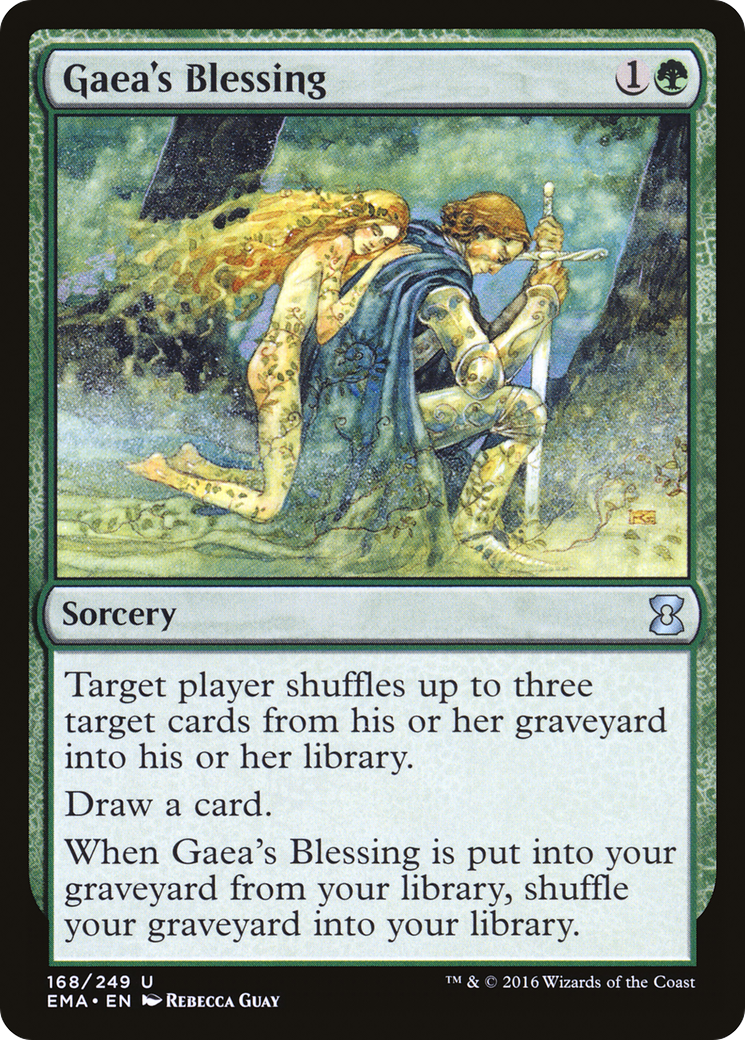 Gaea's Blessing 1
Sorcery
Target player shuffles up to three
target cards from his or her graveyard
into his or her library.
Draw a card.
When Gaea's Blessing is put into your
graveyard from your library, shuffle
your graveyard into your library.
168/249 U
™ & © 2016 Wizards of the Coast
EMA • EN Rebecca Guay